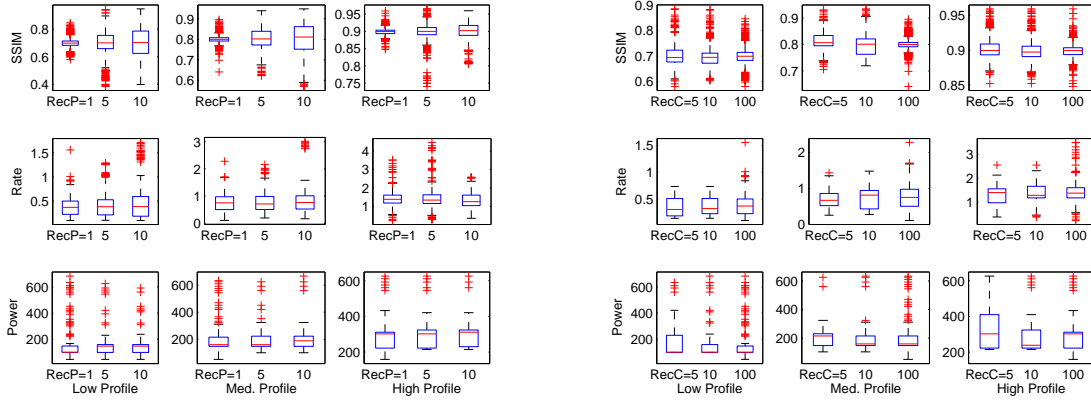 SSIM
0.8
0.6
0.4
RecP=1 5 10
0.9
0.8
0.7
0.6
RecP=1 5 10
0.95
0.9
0.85
0.8
0.75
RecP=1 5 10
Rate
1.5
1
0.5
RecP=1 5 10
3
2
1
0
RecP=1 5 10
4
3
2
1
RecP=1 5 10
Power
600
400
200
RecP=1 5 10
Low Profile
600
400
200
RecP=1 5 10
Med. Profile
600
400
200
RecP=1 5 10
High Profile
SSIM
0.8
0.7
0.6
RecC=5 10 100
0.9
0.8
0.7
RecC=5 10 100
0.95
0.9
0.85
RecC=5 10 100
Rate
1.5
1
0.5
RecC=5 10 100
2
1
0
RecC=5 10 100
3
2
1
RecC=5 10 100
Power
600
400
200
RecC=5 10 100
Low Profile
600
400
200
RecC=5 10 100
Med. Profile
600
400
200
RecC=5 10 100
High Profile